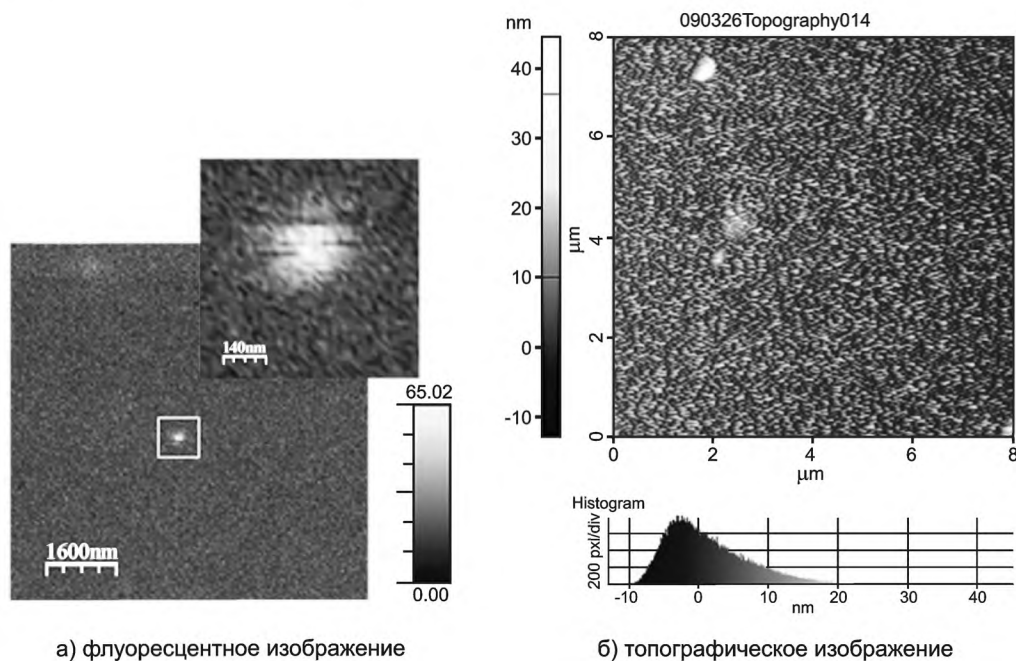 140nm
65.02
1600nm
0.00
а) флуоресцентное изображение
nm
090326Topography014
40
30
20
10
0
-10
8
6
4
2
0
μm
0 2 4 6 8
μm
Histogram
200 pxl/div
-10 0 10 20 30 40
nm
б) топографическое изображение